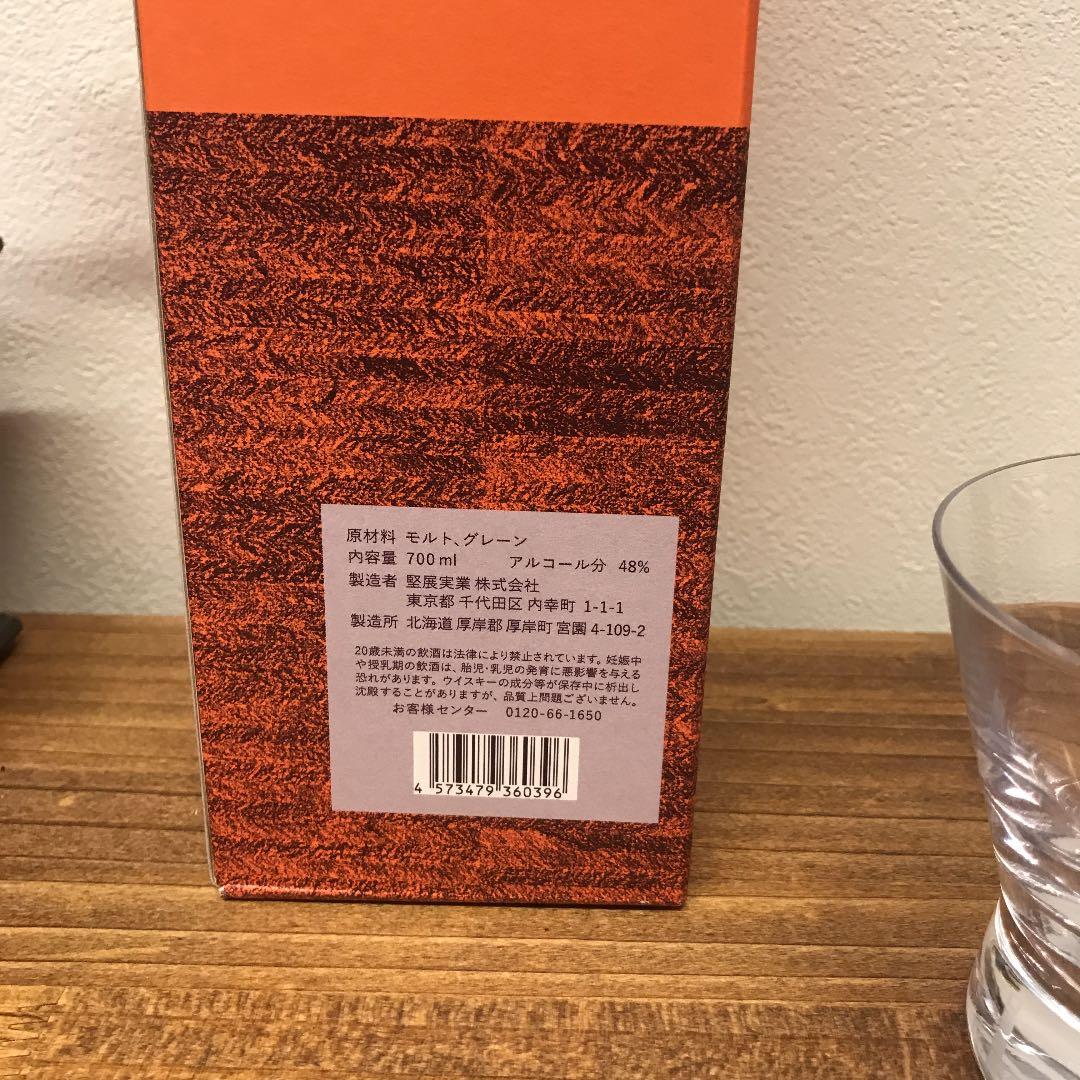 原材料 モルト、グレーン
内容量 700ml アルコール分 48%
製造者 堅展実業 株式会社
東京都 千代田区 内幸町 1-1-1
製造所 北海道 厚岸郡 厚岸町 宮園 4-109-2
20歳未満の飲酒は法律により禁止されています。妊娠中
や授乳期の飲酒は、胎児・乳児の発育に悪影響を与える
恐れがあります。ウイスキーの成分等が保存中に析出し
沈殿することがありますが、品質上問題ございません。
お客様センター 0120-66-1650
4 573479 360396